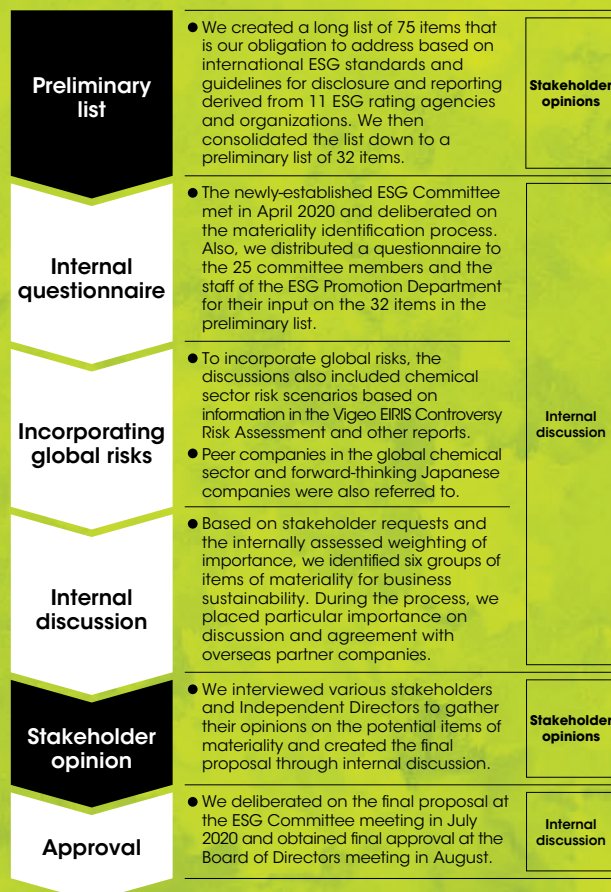 Preliminary
list
● We created a long list of 75 items that
is our obligation to address based on
international ESG standards and
guidelines for disclosure and reporting
derived from 11 ESG rating agencies
and organizations. We then
consolidated the list down to a
preliminary list of 32 items.
Stakeholder
opinions
Internal
questionnaire
● The newly-established ESG Committee
met in April 2020 and deliberated on
the materiality identification process.
Also, we distributed a questionnaire to
the 25 committee members and the
staff of the ESG Promotion Department
for their input on the 32 items in the
preliminary list.
Incorporating
global risks
● To incorporate global risks, the
discussions also included chemical
sector risk scenarios based on
information in the Vigeo EIRIS Controversy
Risk Assessment and other reports.
● Peer companies in the global chemical
sector and forward-thinking Japanese
companies were also referred to.
Internal
discussion
Internal
discussion
● Based on stakeholder requests and
the internally assessed weighting of
importance, we identified six groups of
items of materiality for business
sustainability. During the process, we
placed particular importance on
discussion and agreement with
overseas partner companies.
Stakeholder
opinion
● We interviewed various stakeholders
and Independent Directors to gather
their opinions on the potential items of
materiality and created the final
proposal through internal discussion.
Stakeholder
opinions
Approval
● We deliberated on the final proposal at
the ESG Committee meeting in July
2020 and obtained final approval at the
Board of Directors meeting in August.
Internal
discussion